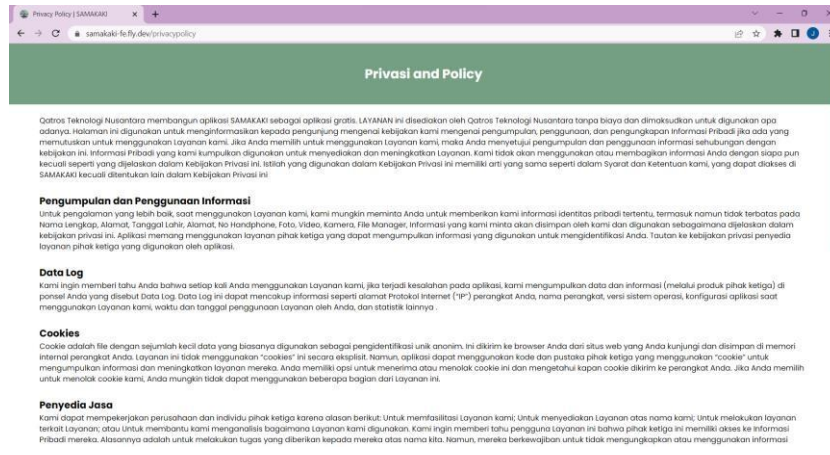 Privacy Policy | SAMAKAKI
samakaki-fe.fly.dev/privacypolicy
Privasi and Policy
Qatros Teknologi Nusantara membangun aplikasi SAMAKAKI sebagai aplikasi gratis. LAYANAN ini disediakan oleh Qatros Teknologi Nusantara tanpa biaya dan dimaksudkan untuk digunakan apa
adanya. Halaman ini digunakan untuk menginformasikan kepada pengunjung mengenai kebijakan kami mengenai pengumpulan, penggunaan, dan pengungkapan Informasi Pribadi jika ada yang
memutuskan untuk menggunakan Layanan kami. Jika Anda memilih untuk menggunakan Layanan kami, maka Anda menyetujui pengumpulan dan penggunaan informasi sehubungan dengan
kebijakan ini. Informasi Pribadi yang kami kumpulkan digunakan untuk menyediakan dan meningkatkan Layanan. Kami tidak akan menggunakan atau membagikan informasi Anda dengan siapa pun
kecuali seperti yang dijelaskan dalam Kebijakan Privasi ini. Istilah yang digunakan dalam Kebijakan Privasi ini memiliki arti yang sama seperti dalam Syarat dan Ketentuan kami, yang dapat diakses di
SAMAKAKI kecuali ditentukan lain dalam Kebijakan Privasi ini
Pengumpulan dan Penggunaan Informasi
Untuk pengalaman yang lebih baik, saat menggunakan Layanan kami, kami mungkin meminta Anda untuk memberikan kami informasi identitas pribadi tertentu, termasuk namun tidak terbatas pada
Nama Lengkap, Alamat, Tanggal Lahir, Alamat, No Handphone, Foto, Video, Kamera, File Manager, Informasi yang kami minta akan disimpan oleh kami dan digunakan sebagaimana dijelaskan dalam
kebijakan privasi ini. Aplikasi memang menggunakan layanan pihak ketiga yang dapat mengumpulkan informasi yang digunakan untuk mengidentifikasi Anda. Tautan ke kebijakan privasi penyedia
layanan pihak ketiga yang digunakan oleh aplikasi.
Data Log
Kami ingin memberi tahu Anda bahwa setiap kali Anda menggunakan Layanan kami, jika terjadi kesalahan pada aplikasi, kami mengumpulkan data dan informasi (melalui produk pihak ketiga) di
ponsel Anda yang disebut Data Log. Data Log ini dapat mencakup informasi seperti alamat Protokol Internet ("IP") perangkat Anda, nama perangkat, versi sistem operasi, konfigurasi aplikasi saat
menggunakan Layanan kami, waktu dan tanggal penggunaan Layanan oleh Anda, dan statistik lainnya .
Cookies
Cookie adalah file dengan sejumlah kecil data yang biasanya digunakan sebagai pengidentifikasi unik anonim. Ini dikirim ke browser Anda dari situs web yang Anda kunjungi dan disimpan di memori
internal perangkat Anda. Layanan ini tidak menggunakan "cookies" ini secara eksplisit. Namun, aplikasi dapat menggunakan kode dan pustaka pihak ketiga yang menggunakan "cookie" untuk
mengumpulkan informasi dan meningkatkan layanan mereka. Anda memiliki opsi untuk menerima atau menolak cookie ini dan mengetahui kapan cookie dikirim ke perangkat Anda. Jika Anda memilih
untuk menolak cookie kami, Anda mungkin tidak dapat menggunakan beberapa bagian dari Layanan ini.
Penyedia Jasa
Kami dapat mempekerjakan perusahaan dan individu pihak ketiga karena alasan berikut: Untuk memfasilitasi Layanan kami; Untuk menyediakan Layanan atas nama kami; Untuk melakukan layanan
terkait Layanan; atau Untuk membantu kami menganalisis bagaimana Layanan kami digunakan. Kami ingin memberi tahu pengguna Layanan ini bahwa pihak ketiga ini memiliki akses ke Informasi
Pribadi mereka. Alasannya adalah untuk melakukan tugas yang diberikan kepada mereka atas nama kita. Namun, mereka berkewajiban untuk tidak mengungkapkan atau menggunakan informasi